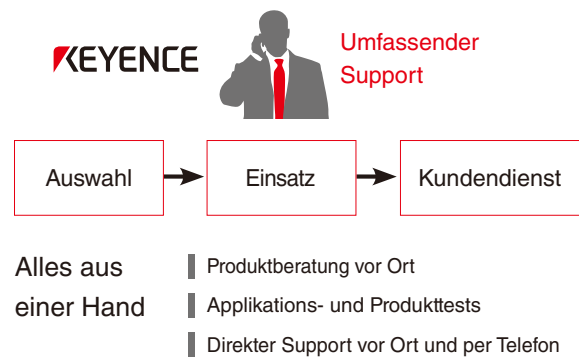 KEYENCE
Umfassender
Support
Auswahl
Einsatz
Kundendienst
Alles aus
einer Hand
Produktberatung vor Ort
Applikations- und Produkttests
Direkter Support vor Ort und per Telefon